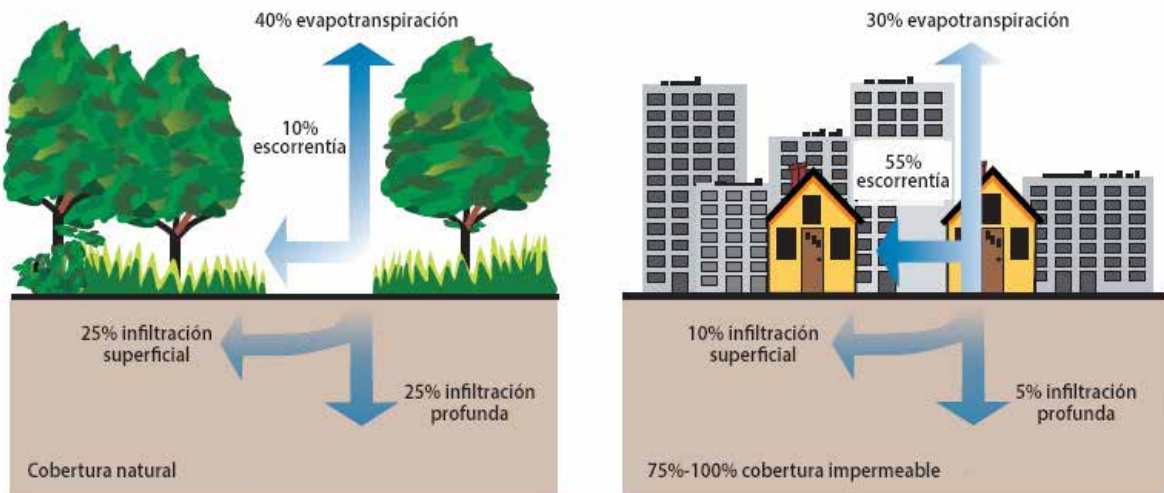 40% evapotranspiración
10%
escorrentía
25% infiltración
superficial
25% infiltración
profunda
Cobertura natural
30% evapotranspiración
55%
escorrentía
10% infiltración
superficial
5% infiltración
profunda
75%-100% cobertura impermeable